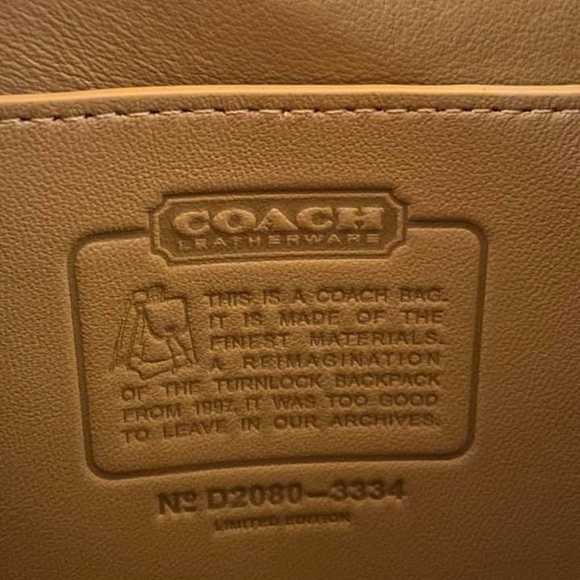 COACH
LEATHERWARE
THIS IS A COACH BAG.
IT IS MADE OF THE
FINEST MATERIALS.
A REIMAGINATION
OF THE TURNLOCK BACKPACK
FROM 1997, IT WAS TOO GOOD
TO LEAVE IN OUR ARCHIVES.
Nº D2080-3334
LIMITED EDITION